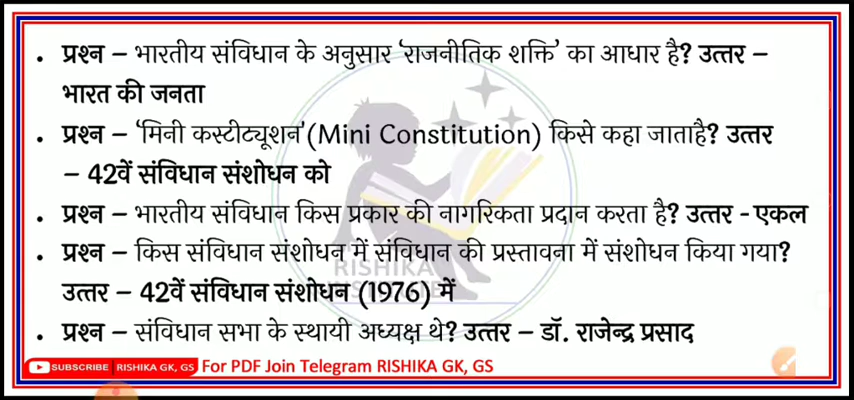 • प्रश्न – भारतीय संविधान के अनुसार 'राजनीतिक शक्ति' का आधार है? उत्तर –
भारत की जनता
• प्रश्न – 'मिनी कस्टीट्यूशन'(Mini Constitution) किसे कहा जाताहै? उत्तर
– 42वें संविधान संशोधन को
• प्रश्न – भारतीय संविधान किस प्रकार की नागरिकता प्रदान करता है? उत्तर - एकल
• प्रश्न – किस संविधान संशोधन में संविधान की प्रस्तावना में संशोधन किया गया?
RISHIKA
उत्तर – 42वें संविधान संशोधन (1976) में
• प्रश्न – संविधान सभा के स्थायी अध्यक्ष थे? उत्तर – डॉ. राजेन्द्र प्रसाद
SUBSCRIBE RISHIKA GK, GS For PDF Join Telegram RISHIKA GK, GS